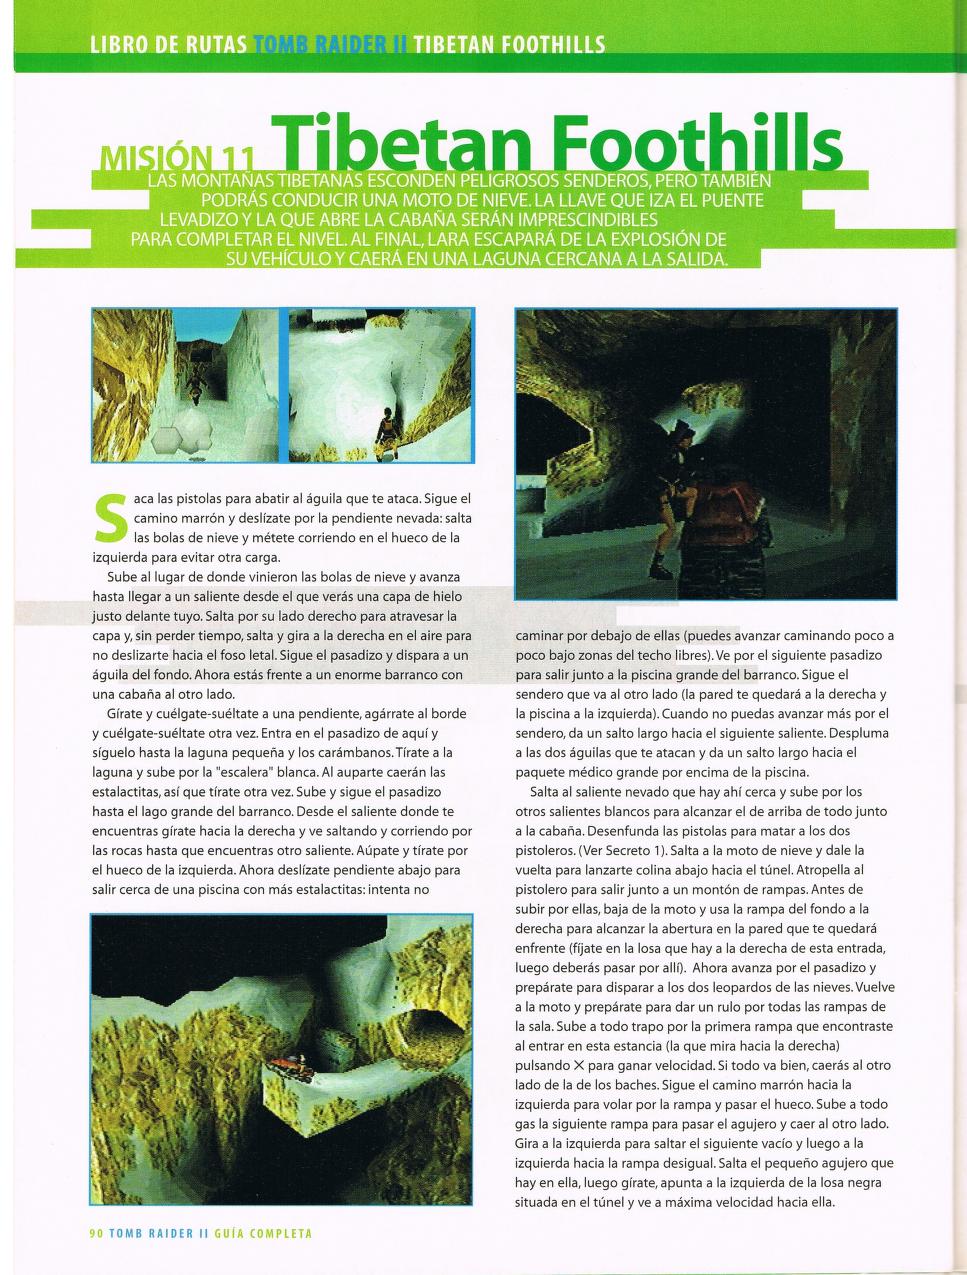 LIBRO DE RUTAS TOMB RAIDER II TIBETAN FOOTHILLS
MISIÓN 11 Tibetan Foothills
LAS MONTAÑAS TIBETANAS ESCONDEN PELIGROSOS SENDEROS, PERO TAMBIÉN
PODRÁS CONDUCIR UNA MOTO DE NIEVE. LA LLAVE QUE IZA EL PUENTE
LEVADIZO Y LA QUE ABRE LA CABAÑA SERÁN IMPRESCINDIBLES
PARA COMPLETAR EL NIVEL. AL FINAL, LARA ESCAPARÁ DE LA EXPLOSIÓN DE
SU VEHÍCULO Y CAERÁ EN UNA LAGUNA CERCANA A LA SALIDA.
Saca las pistolas para abatir al águila que te ataca. Sigue el
camino marrón y deslízate por la pendiente nevada: salta
las bolas de nieve y métete corriendo en el hueco de la
izquierda para evitar otra carga.
Sube al lugar de donde vinieron las bolas de nieve y avanza
hasta llegar a un saliente desde el que verás una capa de hielo
justo delante tuyo. Salta por su lado derecho para atravesar la
capa y, sin perder tiempo, salta y gira a la derecha en el aire para
no deslizarte hacia el foso letal. Sigue el pasadizo y dispara a un
águila del fondo. Ahora estás frente a un enorme barranco con
una cabaña al otro lado.
Gírate y cuélgate-suéltate a una pendiente, agárrate al borde
y cuélgate-suéltate otra vez. Entra en el pasadizo de aquí y
síguelo hasta la laguna pequeña y los carámbanos. Tírate a la
laguna y sube por la "escalera" blanca. Al auparte caerán las
estalactitas, así que tírate otra vez. Sube y sigue el pasadizo
hasta el lago grande del barranco. Desde el saliente donde te
encuentras gírate hacia la derecha y ve saltando y corriendo por
las rocas hasta que encuentras otro saliente. Aúpate y tírate por
el hueco de la izquierda. Ahora deslízate pendiente abajo para
salir cerca de una piscina con más estalactitas: intenta no
caminar por debajo de ellas (puedes avanzar caminando poco a
poco bajo zonas del techo libres). Ve por el siguiente pasadizo
para salir junto a la piscina grande del barranco. Sigue el
sendero que va al otro lado (la pared te quedará a la derecha y
la piscina a la izquierda). Cuando no puedas avanzar más por el
sendero, da un salto largo hacia el siguiente saliente. Despluma
a las dos águilas que te atacan y da un salto largo hacia el
paquete médico grande por encima de la piscina.
Salta al saliente nevado que hay ahí cerca y sube por los
otros salientes blancos para alcanzar el de arriba de todo junto
a la cabaña. Desenfunda las pistolas para matar a los dos
pistoleros. (Ver Secreto 1). Salta a la moto de nieve y dale la
vuelta para lanzarte colina abajo hacia el túnel. Atropella al
pistolero para salir junto a un montón de rampas. Antes de
subir por ellas, baja de la moto y usa la rampa del fondo a la
derecha para alcanzar la abertura en la pared que te quedará
enfrente (fíjate en la losa que hay a la derecha de esta entrada,
luego deberás pasar por allí). Ahora avanza por el pasadizo y
prepárate para disparar a los dos leopardos de las nieves. Vuelve
a la moto y prepárate para dar un rulo por todas las rampas de
la sala. Sube a todo trapo por la primera rampa que encontraste
al entrar en esta estancia (la que mira hacia la derecha)
pulsando ✕ para ganar velocidad. Si todo va bien, caerás al otro
lado de la de los baches. Sigue el camino marrón hacia la
izquierda para volar por la rampa y pasar el hueco. Sube a todo
gas la siguiente rampa para pasar el agujero y caer al otro lado.
Gira a la izquierda para saltar el siguiente vacío y luego a la
izquierda hacia la rampa desigual. Salta el pequeño agujero que
hay en ella, luego gírate, apunta a la izquierda de la losa negra
situada en el túnel y ve a máxima velocidad hacia ella.
90 TOMB RAIDER II GUÍA COMPLETA